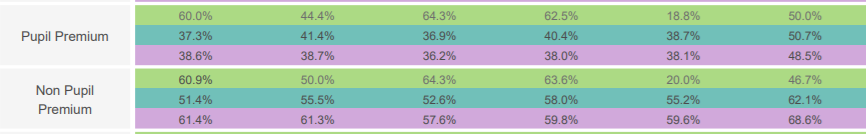 60.0% 44.4% 64.3% 62.5% 18.8% 50.0%
Pupil Premium 37.3% 41.4% 36.9% 40.4% 38.7% 50.7%
38.6% 38.7% 36.2% 38.0% 38.1% 48.5%
60.9% 50.0% 64.3% 63.6% 20.0% 46.7%
Non Pupil
Premium
51.4% 55.5% 52.6% 58.0% 55.2% 62.1%
61.4% 61.3% 57.6% 59.8% 59.6% 68.6%